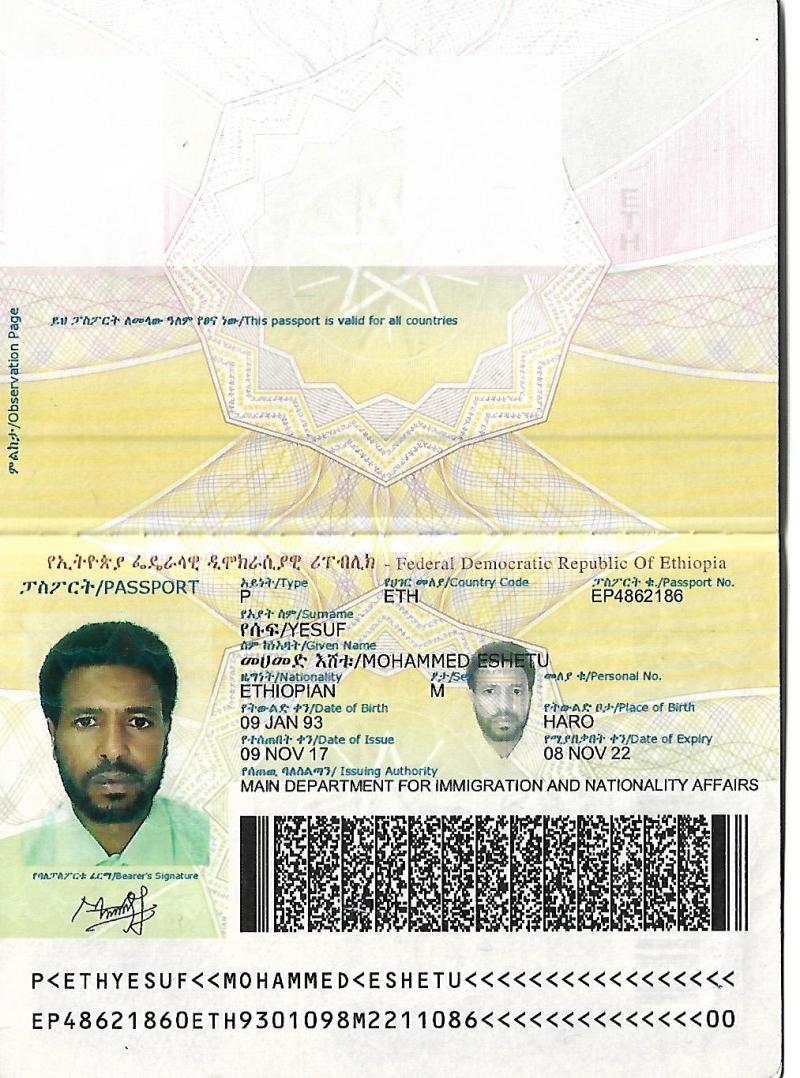 ምልከታ/Observation Page
ETH
ይህ ፓስፖርት ለመላው ዓለም የፀና ነው/This passport is valid for all countries
የኢትዮጵያ ፌዴራላዊ ዲሞክራሲያዊ ሪፐብሊክ - Federal Democratic Republic Of Ethiopia
ፓስፖርት/PASSPORT
አይነት/Type የሀገር መለያ/Country Code ፓስፖርት ቁ./Passport No.
P ETH EP4862186
የአያት ስም/Surname
የሱፍ/YESUF
ስም ከነአባት/Given Name
መሀመድ እሸቱ/MOHAMMED ESHETU
ዜግነት/Nationality ፆታ/Sex መለያ ቁ/Personal No.
ETHIOPIAN M
የትውልድ ቀን/Date of Birth የትውልድ ቦታ/Place of Birth
09 JAN 93 HARO
የተሰጠበት ቀን/Date of Issue የሚያበቃበት ቀን/Date of Expiry
09 NOV 17 08 NOV 22
የሰጠው ባለስልጣን/ Issuing Authority
MAIN DEPARTMENT FOR IMMIGRATION AND NATIONALITY AFFAIRS
የባለፓስፖርቱ ፊርማ/Bearer's Signature
P<ETHYESUF<<MOHAMMED<ESHETU<<<<<<<<<<<<<<<<<
EP48621860ETH9301098M2211086<<<<<<<<<<<<<<00